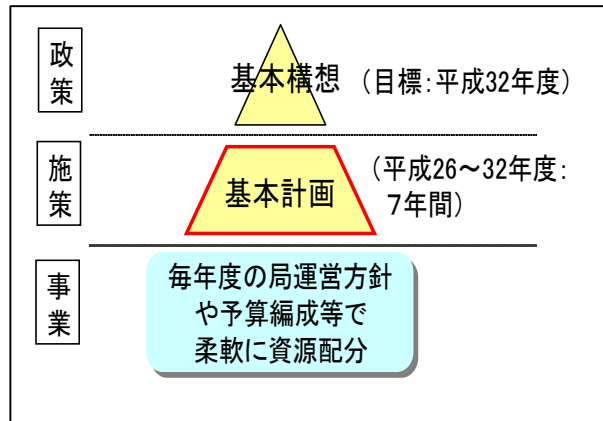 政策
基本構想
(目標:平成32年度)
施策
基本計画
(平成26～32年度:
7年間)
事業
毎年度の局運営方針
や予算編成等で
柔軟に資源配分